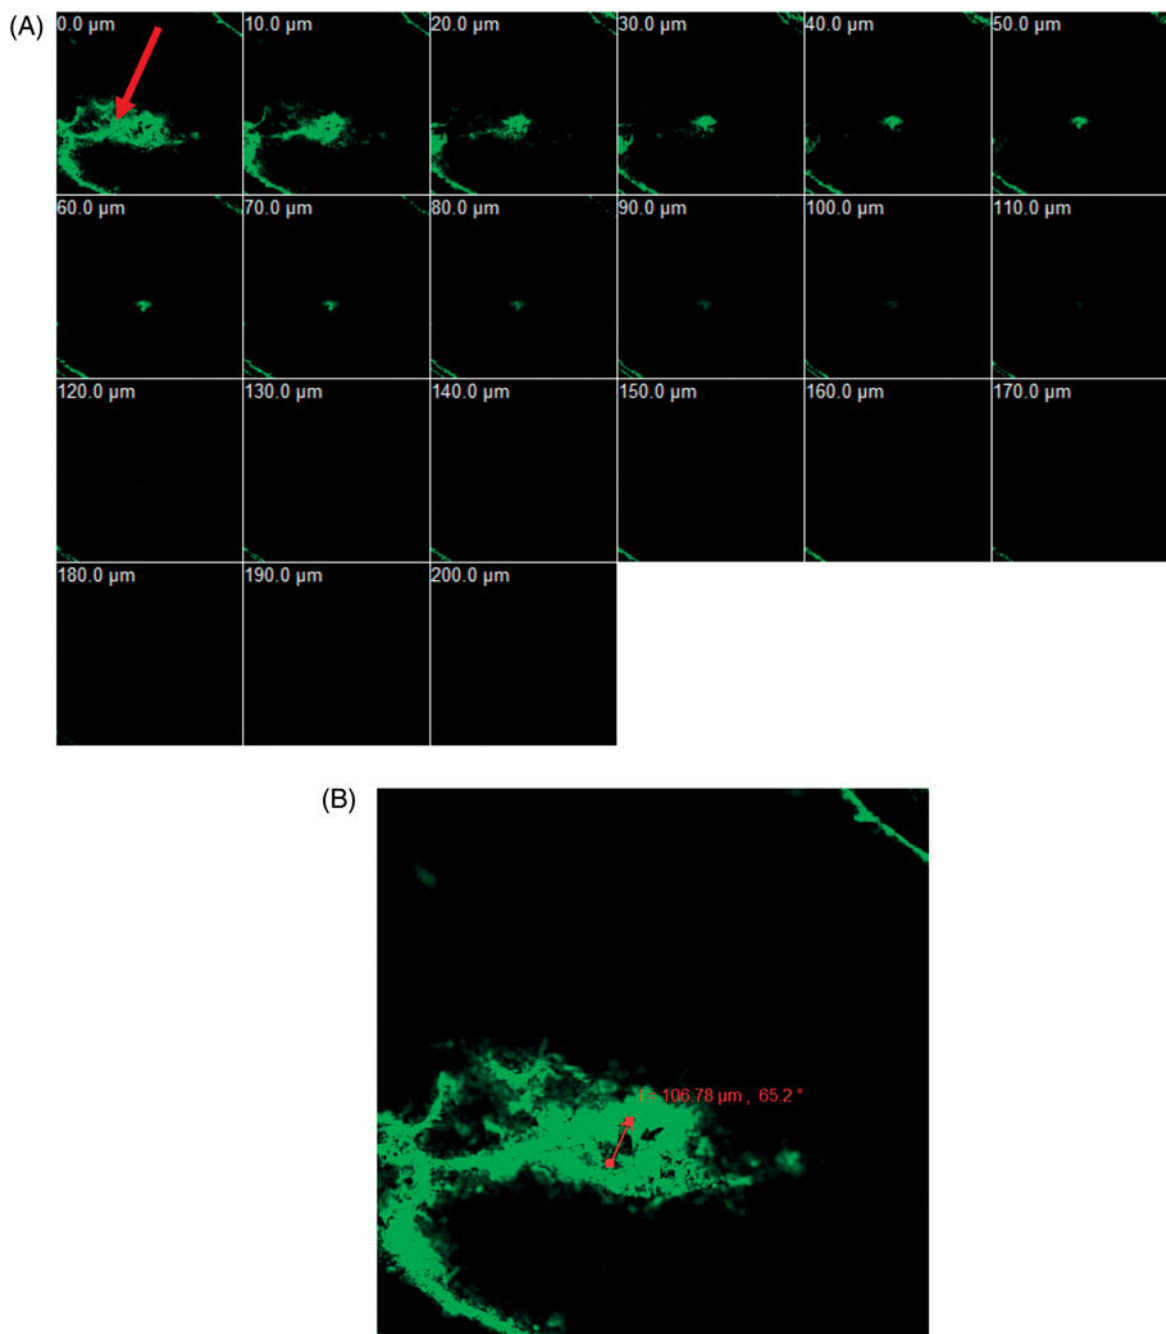 (A)
0.0 µm 10.0 µm 20.0 µm 30.0 µm 40.0 µm 50.0 µm
60.0 µm 70.0 µm 80.0 µm 90.0 µm 100.0 µm 110.0 µm
120.0 µm 130.0 µm 140.0 µm 150.0 µm 160.0 µm 170.0 µm
180.0 µm 190.0 µm 200.0 µm
(B)
l = 106.78 µm , 65.2 °